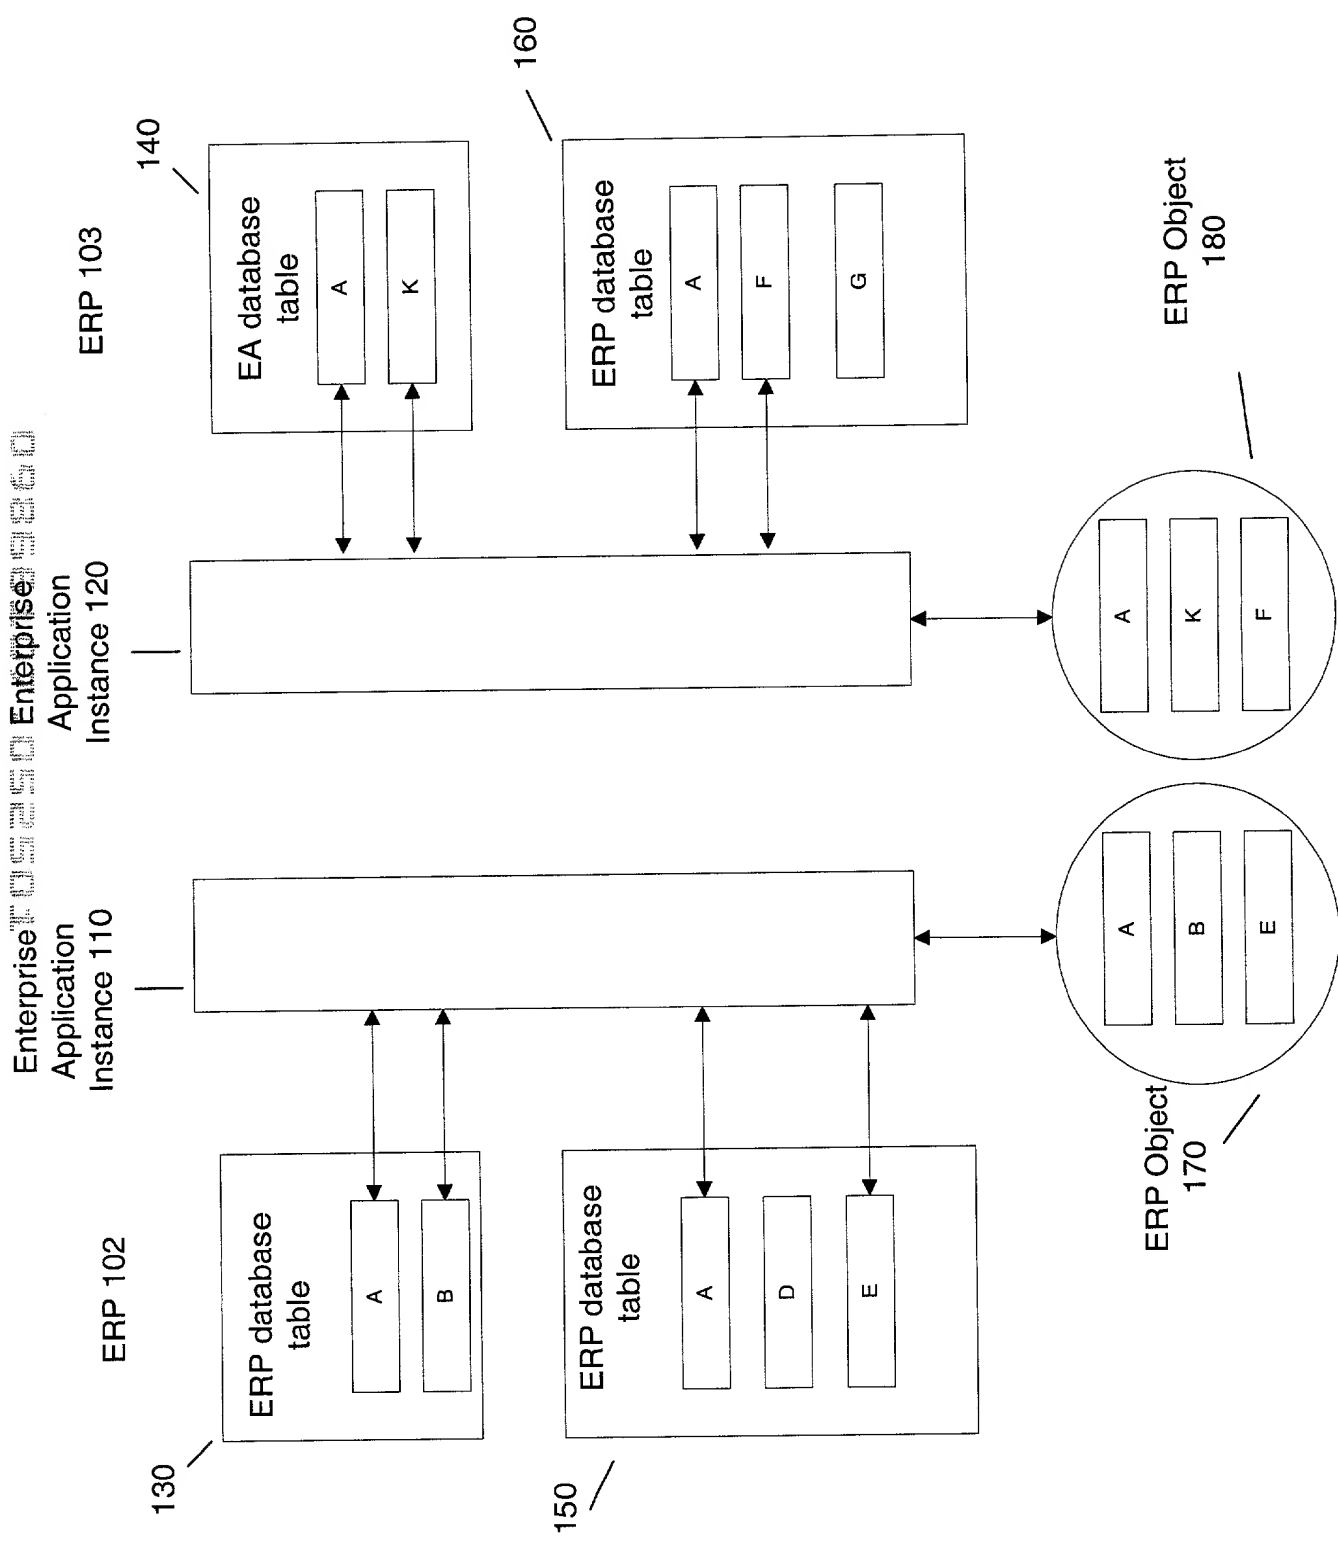 ERP 102
130
ERP database
table
A
B
150
ERP database
table
A
D
E
Enterprise
Application
Instance 110
Enterprise
Application
Instance 120
ERP 103
140
EA database
table
A
K
160
ERP database
table
A
F
G
ERP Object
170
A
B
E
A
K
F
ERP Object
180